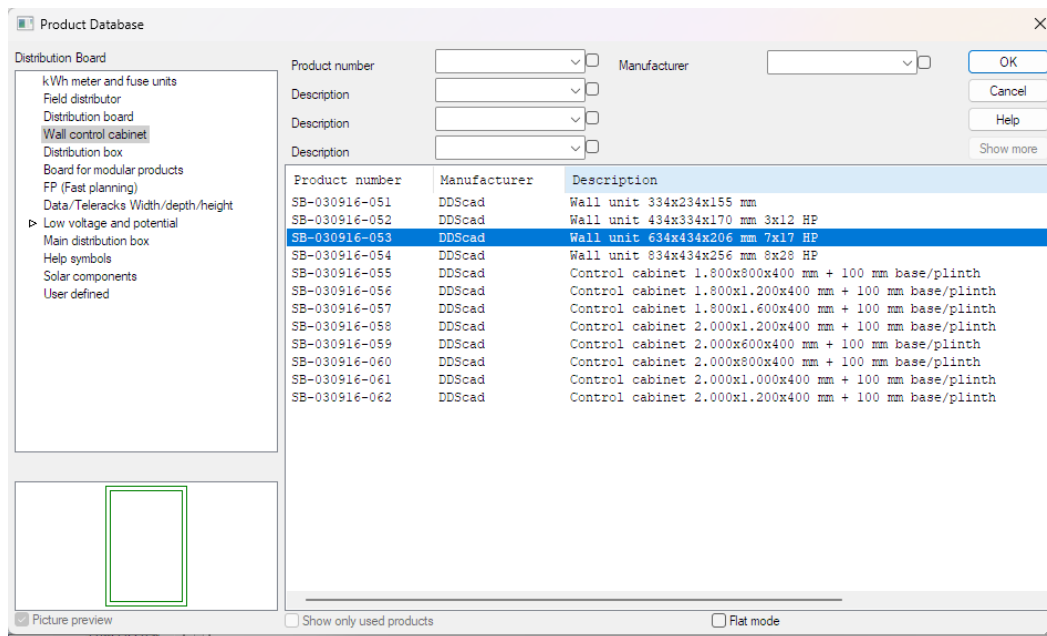 Product Database
Distribution Board
kWh meter and fuse units
Field distributor
Distribution board
Wall control cabinet
Distribution box
Board for modular products
FP (Fast planning)
Data/Teleracks Width/depth/height
Low voltage and potential
Main distribution box
Help symbols
Solar components
User defined
Product number
Manufacturer
Description
Description
Description
OK
Cancel
Help
Show more
Product number Manufacturer Description
SB-030916-051 DDScad Wall unit 334x234x155 mm
SB-030916-052 DDScad Wall unit 434x334x170 mm 3x12 HP
SB-030916-053 DDScad Wall unit 634x434x206 mm 7x17 HP
SB-030916-054 DDScad Wall unit 834x434x256 mm 8x28 HP
SB-030916-055 DDScad Control cabinet 1.800x800x400 mm + 100 mm base/plinth
SB-030916-056 DDScad Control cabinet 1.800x1.200x400 mm + 100 mm base/plinth
SB-030916-057 DDScad Control cabinet 1.800x1.600x400 mm + 100 mm base/plinth
SB-030916-058 DDScad Control cabinet 2.000x1.200x400 mm + 100 mm base/plinth
SB-030916-059 DDScad Control cabinet 2.000x600x400 mm + 100 mm base/plinth
SB-030916-060 DDScad Control cabinet 2.000x800x400 mm + 100 mm base/plinth
SB-030916-061 DDScad Control cabinet 2.000x1.000x400 mm + 100 mm base/plinth
SB-030916-062 DDScad Control cabinet 2.000x1.200x400 mm + 100 mm base/plinth
Picture preview
Show only used products
Flat mode